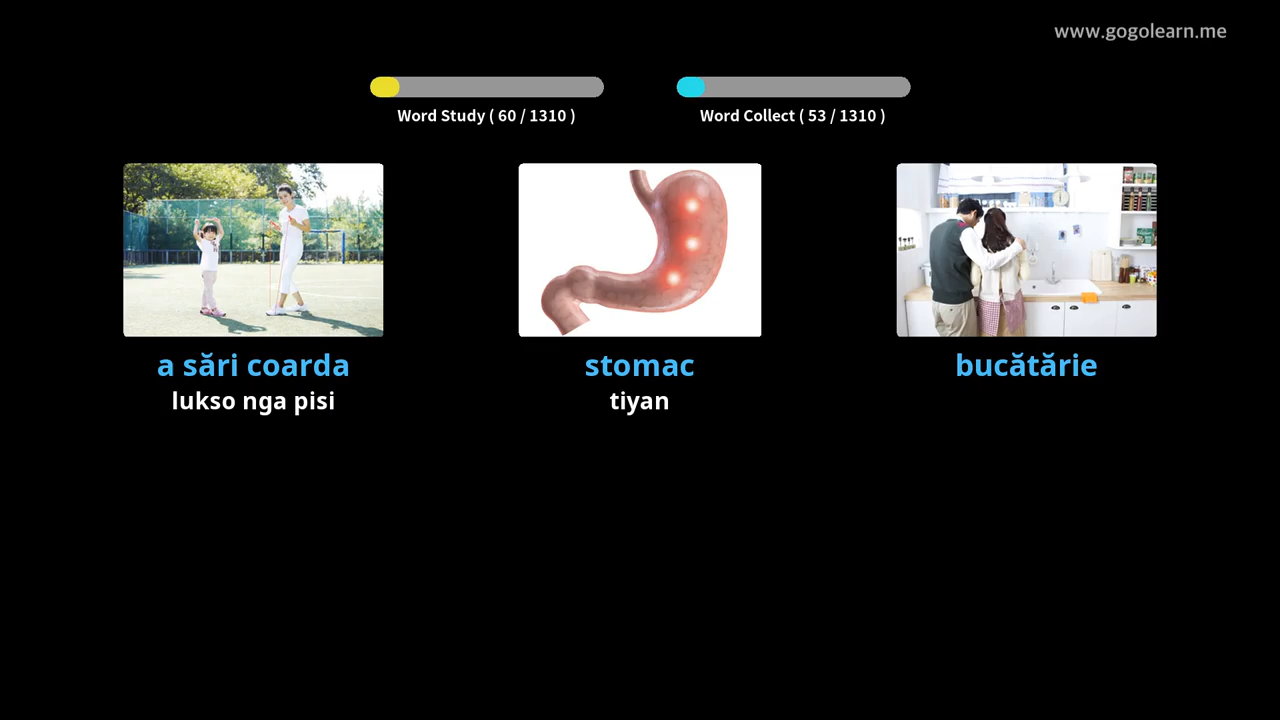 www.gogolearn.me
Word Study ( 60 / 1310 )
Word Collect ( 53 / 1310 )
a sări coarda
lukso nga pisi
stomac
tiyan
bucătărie